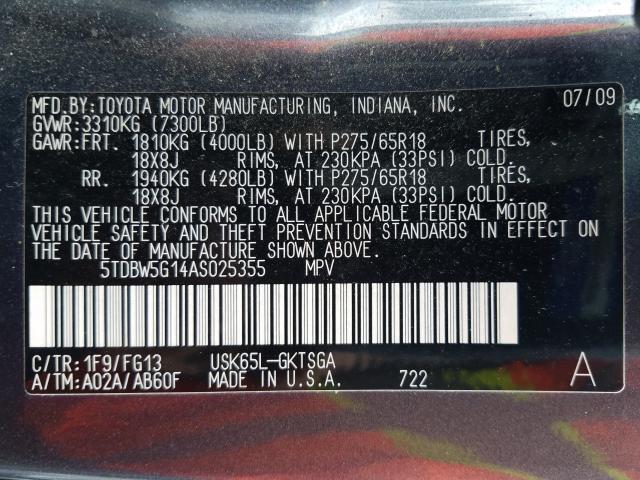 MFD.BY:TOYOTA MOTOR MANUFACTURING, INDIANA, INC. 07/09
GVWR:3310KG (7300LB)
GAWR:FRT. 1810KG (4000LB) WITH P275/65R18 TIRES,
18X8J RIMS, AT 230KPA (33PSI) COLD.
RR. 1940KG (4280LB) WITH P275/65R18 TIRES,
18X8J RIMS, AT 230KPA (33PSI) COLD.
THIS VEHICLE CONFORMS TO ALL APPLICABLE FEDERAL MOTOR
VEHICLE SAFETY AND THEFT PREVENTION STANDARDS IN EFFECT ON
THE DATE OF MANUFACTURE SHOWN ABOVE.
5TDBW5G14AS025355 MPV
C/TR:1F9/FG13 USK65L-GKTSGA
A/TM:A02A/AB60F MADE IN U.S.A. 722 A